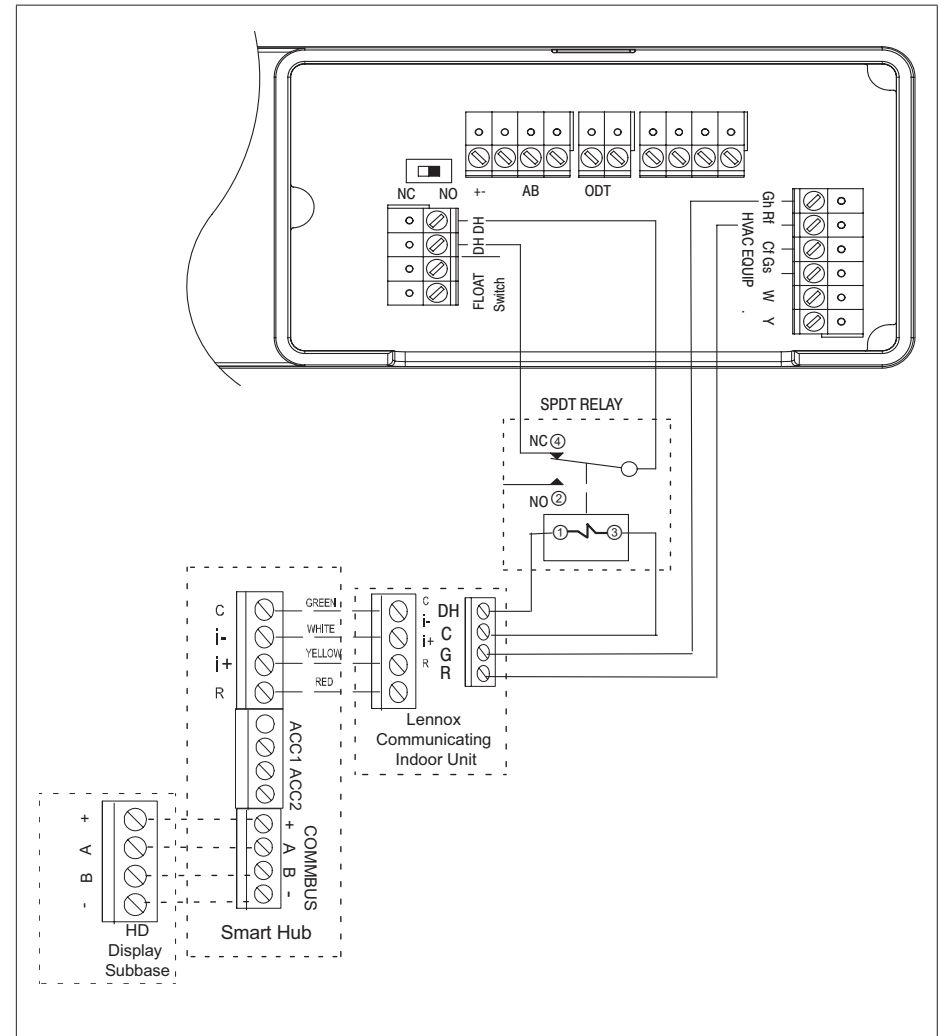 NC NO +- AB ODT
DH DH
FLOAT
Switch
Gh Rf Cf Gs W Y
HVAC EQUIP
.
SPDT RELAY
NC 4
NO 2
1 3
C GREEN C
i- WHITE i-
i+ YELLOW i+
R RED R
DH
C
G
R
Lennox
Communicating
Indoor Unit
ACC1 ACC2
+ A B -
COMMBUS
Smart Hub
+ A B -
HD
Display
Subbase